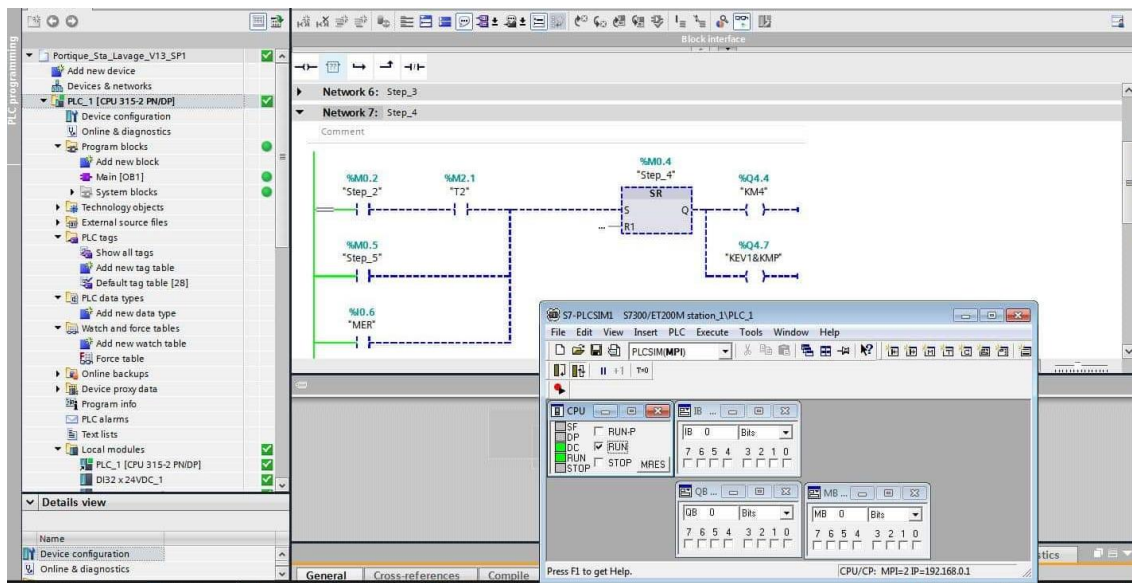 PLC programming
Portique_Sta_Lavage_V13_SP1
Add new device
Devices & networks
PLC_1 [CPU 315-2 PN/DP]
Device configuration
Online & diagnostics
Program blocks
Add new block
Main [OB1]
System blocks
Technology objects
External source files
PLC tags
Show all tags
Add new tag table
Default tag table [28]
PLC data types
Add new data type
Watch and force tables
Add new watch table
Force table
Online backups
Device proxy data
Program info
PLC alarms
Text lists
Local modules
PLC_1 [CPU 315-2 PN/DP]
DI32 x 24VDC_1
Details view
Name
Device configuration
Online & diagnostics
Block interface
Network 6: Step_3
Network 7: Step_4
Comment
%M0.2
"Step_2"
%M2.1
"T2"
%M0.4
"Step_4"
SR
S
Q
R1
...
%Q4.4
"KM4"
%M0.5
"Step_5"
%Q4.7
"KEV1&KMP"
%I0.6
"MER"
General Cross-references Compile
S7-PLCSIM1 S7300/ET200M station_1\PLC_1
File Edit View Insert PLC Execute Tools Window Help
PLCSIM(MPI)
+1 T=0
CPU
SF
DP
DC
RUN
STOP
RUN-P
RUN
STOP
MRES
IB ...
IB 0 Bits
7 6 5 4 3 2 1 0
QB ...
QB 0 Bits
7 6 5 4 3 2 1 0
MB ...
MB 0 Bits
7 6 5 4 3 2 1 0
Press F1 to get Help.
CPU/CP: MPI=2 IP=192.168.0.1
stics